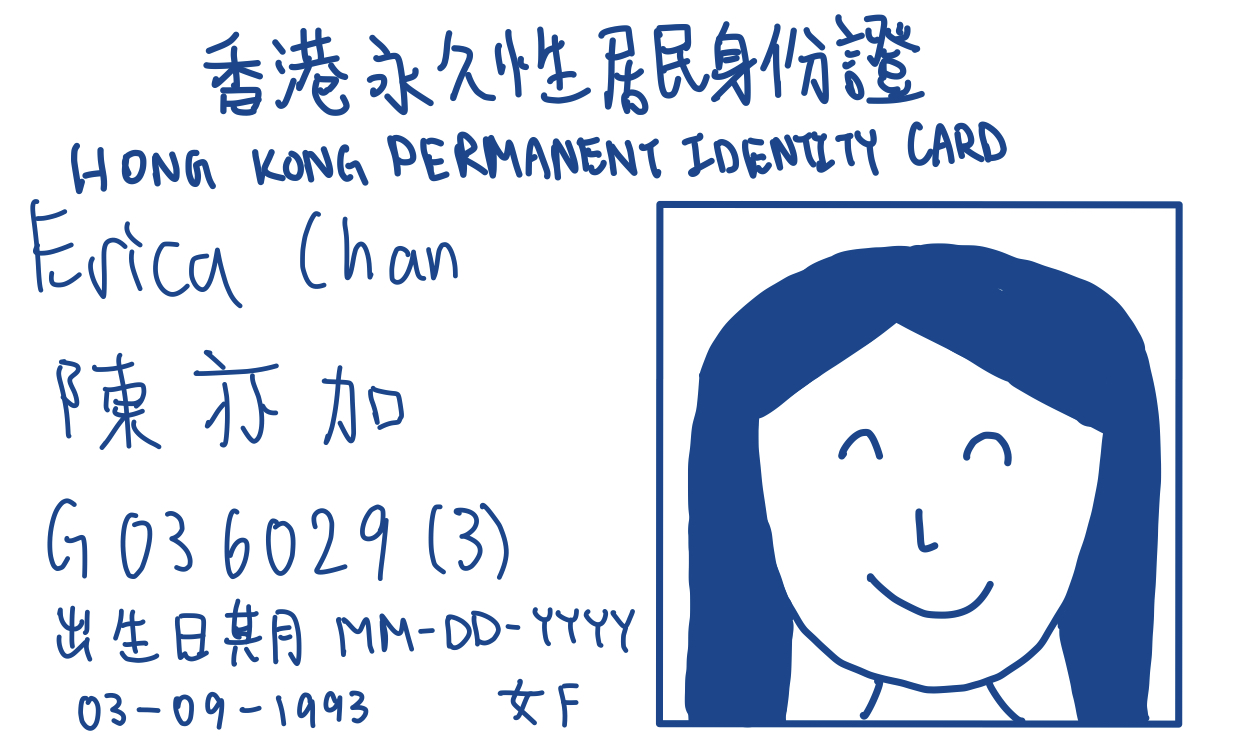 香港永久性居民身份證
HONG KONG PERMANENT IDENTITY CARD
Erica Chan
陳亦加
G036029(3)
出生日期 MM-DD-YYYY
03-09-1993 女F